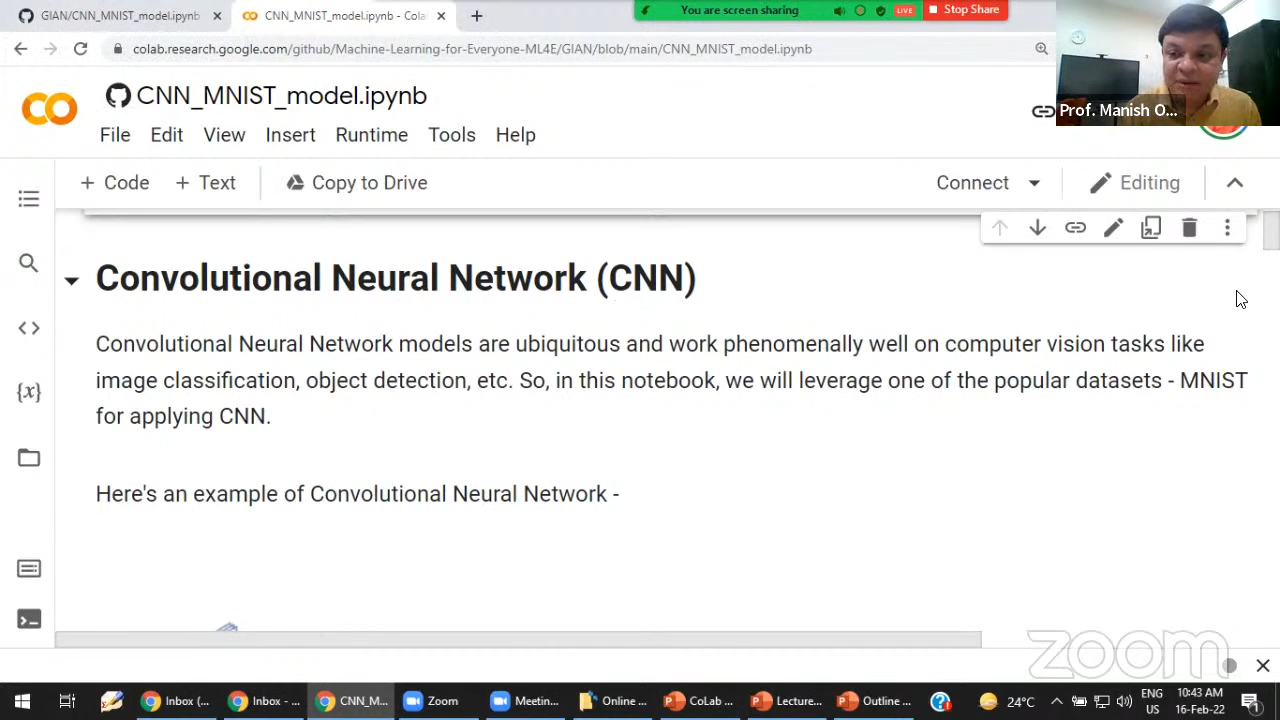 GIAN/CNN_MNIST_model.ipynb
CNN_MNIST_model.ipynb - Cola
You are screen sharing
LIVE
Stop Share
colab.research.google.com/github/Machine-Learning-for-Everyone-ML4E/GIAN/blob/main/CNN_MNIST_model.ipynb
CNN_MNIST_model.ipynb
Prof. Manish O...
File Edit View Insert Runtime Tools Help
+ Code + Text Copy to Drive Connect Editing
Convolutional Neural Network (CNN)
Convolutional Neural Network models are ubiquitous and work phenomenally well on computer vision tasks like
image classification, object detection, etc. So, in this notebook, we will leverage one of the popular datasets - MNIST
for applying CNN.
Here's an example of Convolutional Neural Network -
{x}
zoom
Inbox (... Inbox - ... CNN_M... Zoom Meetin... Online ... CoLab ... Lecture... Outline ... 24°C
ENG
US
10:43 AM
16-Feb-22
1